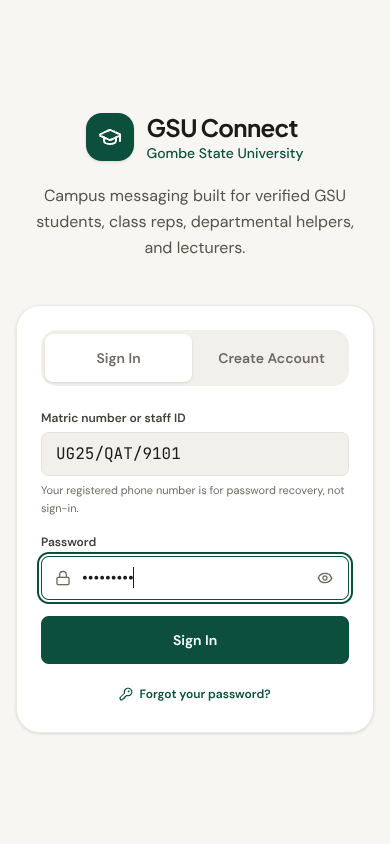 GSU Connect
Gombe State University
Campus messaging built for verified GSU
students, class reps, departmental helpers,
and lecturers.
Sign In
Create Account
Matric number or staff ID
UG25/QAT/9101
Your registered phone number is for password recovery, not
sign-in.
Password
•••••••••
Sign In
Forgot your password?